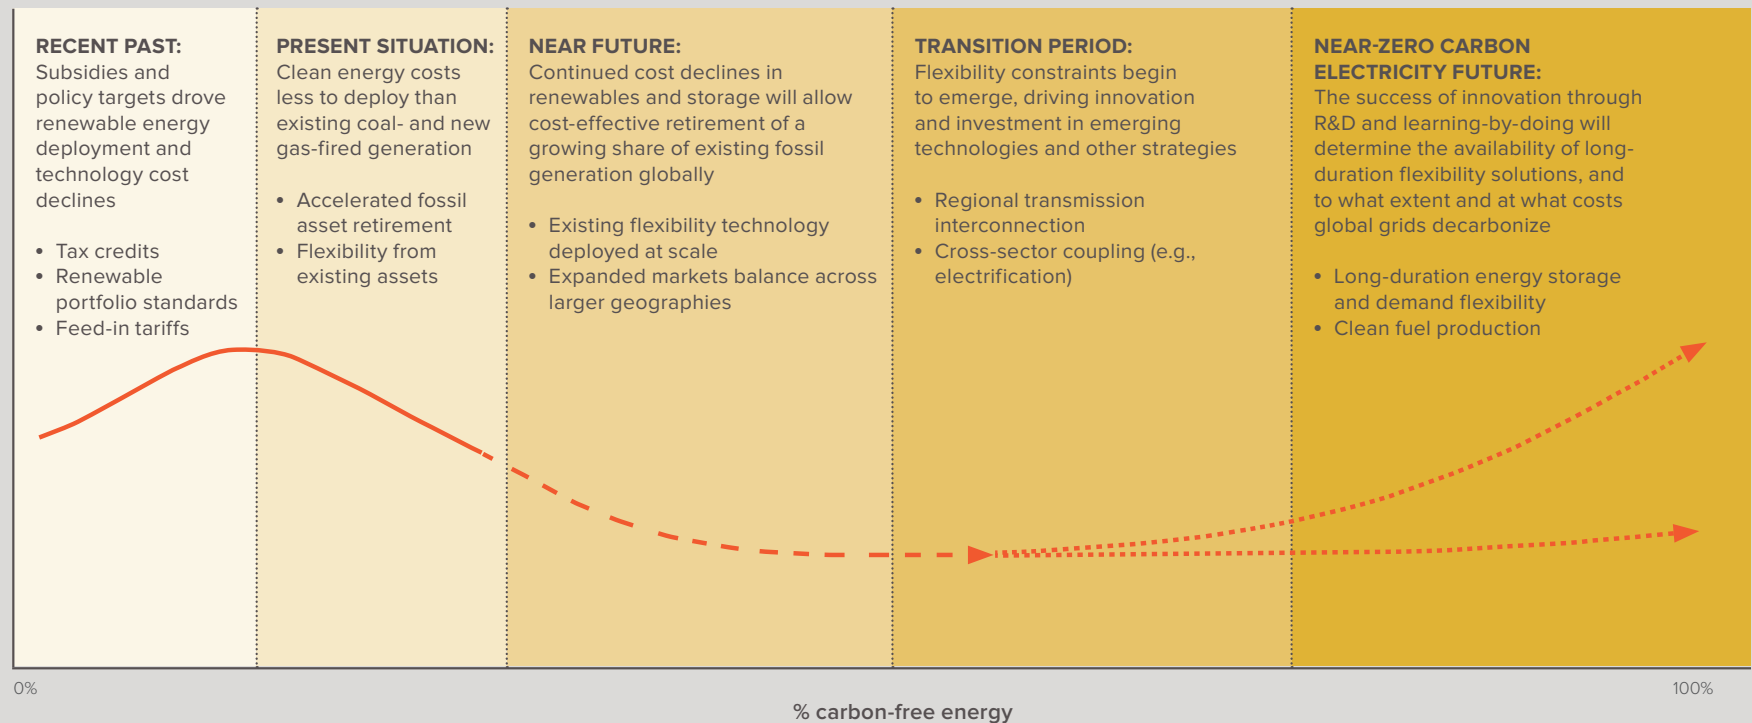 RECENT PAST:
Subsidies and
policy targets drove
renewable energy
deployment and
technology cost
declines
• Tax credits
• Renewable
portfolio standards
• Feed-in tariffs
PRESENT SITUATION:
Clean energy costs
less to deploy than
existing coal- and new
gas-fired generation
• Accelerated fossil
asset retirement
• Flexibility from
existing assets
NEAR FUTURE:
Continued cost declines in
renewables and storage will allow
cost-effective retirement of a
growing share of existing fossil
generation globally
• Existing flexibility technology
deployed at scale
• Expanded markets balance across
larger geographies
TRANSITION PERIOD:
Flexibility constraints begin
to emerge, driving innovation
and investment in emerging
technologies and other strategies
• Regional transmission
interconnection
• Cross-sector coupling (e.g.,
electrification)
NEAR-ZERO CARBON
ELECTRICITY FUTURE:
The success of innovation through
R&D and learning-by-doing will
determine the availability of long-
duration flexibility solutions, and
to what extent and at what costs
global grids decarbonize
• Long-duration energy storage
and demand flexibility
• Clean fuel production
0%
100%
% carbon-free energy